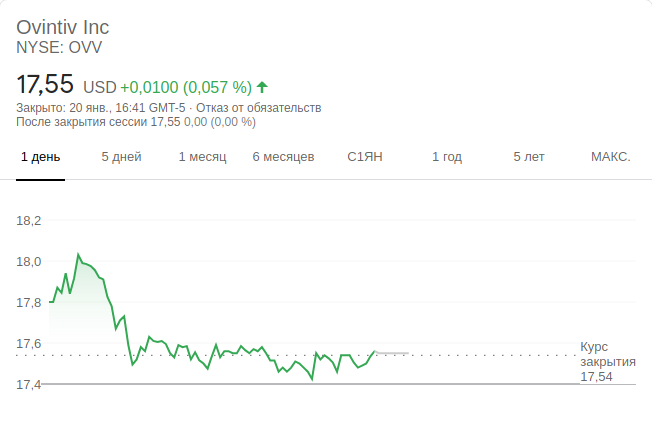 Ovintiv Inc
NYSE: OVV
17,55 USD +0,0100 (0,057 %)
Закрыто: 20 янв., 16:41 GMT-5 · Отказ от обязательств
После закрытия сессии 17,55 0,00 (0,00 %)
1 день 5 дней 1 месяц 6 месяцев С1ЯН 1 год 5 лет МАКС.
18,2
18,0
17,8
17,6
17,4
Курс
закрытия
17,54